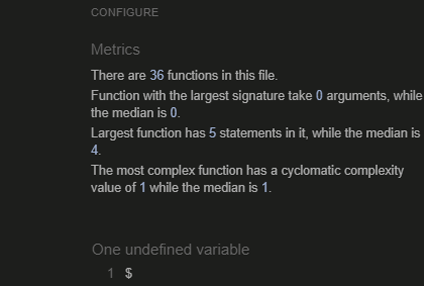 CONFIGURE
Metrics
There are 36 functions in this file.
Function with the largest signature take 0 arguments, while
the median is 0.
Largest function has 5 statements in it, while the median is
4.
The most complex function has a cyclomatic complexity
value of 1 while the median is 1.
One undefined variable
1 $